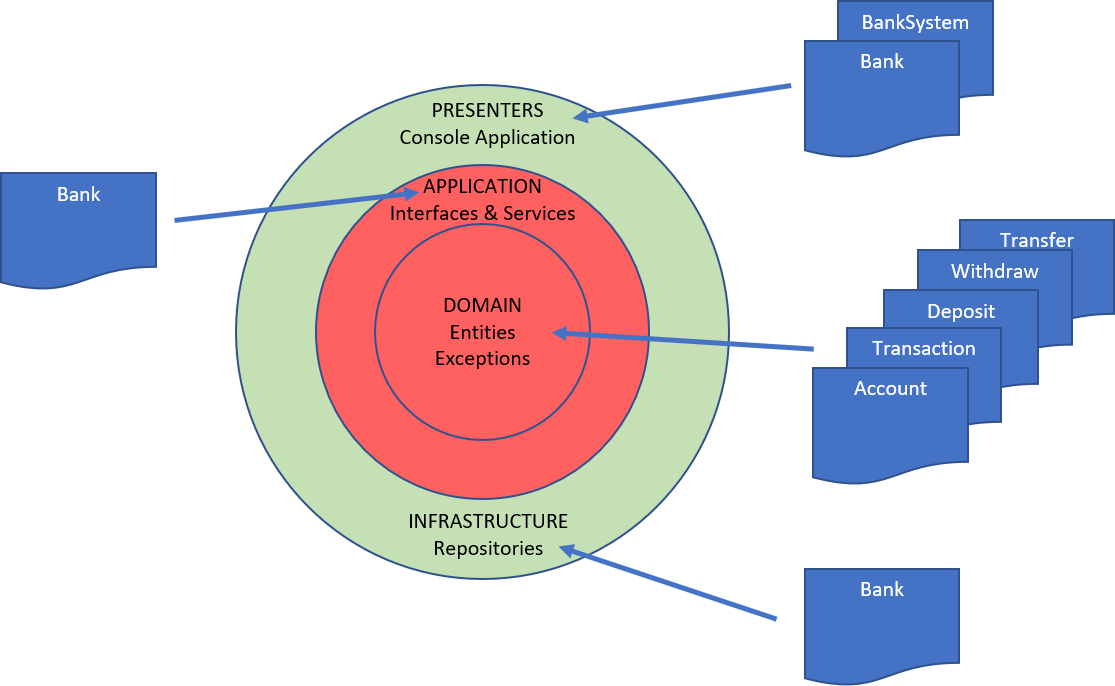 BankSystem
Bank
PRESENTERS
Console Application
Bank
APPLICATION
Interfaces & Services
Transfer
Withdraw
Deposit
Transaction
Account
DOMAIN
Entities
Exceptions
INFRASTRUCTURE
Repositories
Bank